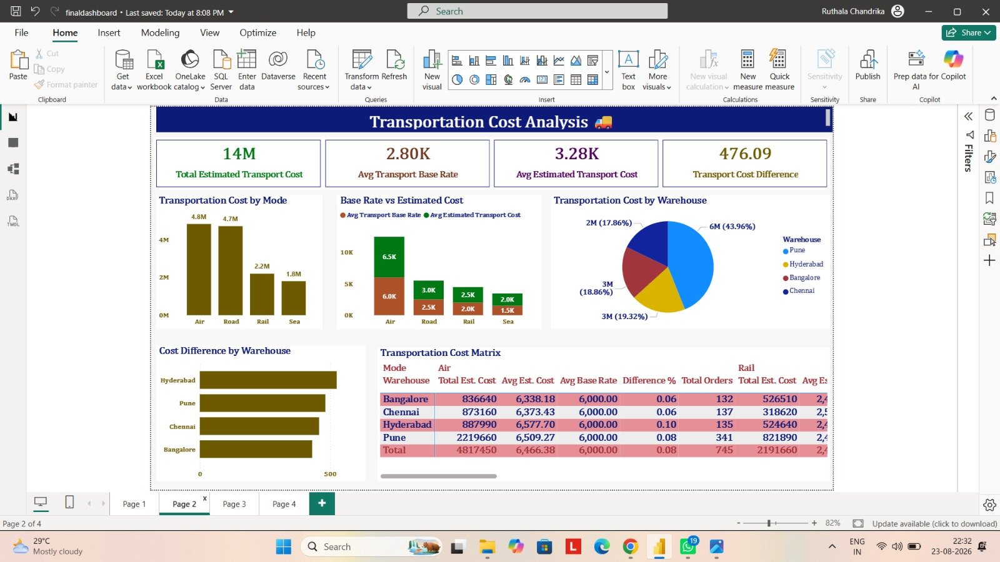 finaldashboard • Last saved: Today at 8:08 PM
Search
Ruthala Chandrika
File Home Insert Modeling View Optimize Help
Share
Paste
Cut
Copy
Format painter
Clipboard
Get data
Excel workbook
OneLake catalog
SQL Server
Enter data
Dataverse
Recent sources
Data
Transform data
Refresh
Queries
New visual
Text box
More visuals
Insert
New visual calculation
New measure
Quick measure
Calculations
Sensitivity
Sensitivity
Publish
Share
Prep data for AI
Copilot
Copilot
DAX
TMDL
Filters
Transportation Cost Analysis
14M
Total Estimated Transport Cost
2.80K
Avg Transport Base Rate
3.28K
Avg Estimated Transport Cost
476.09
Transport Cost Difference
Transportation Cost by Mode
4.8M
4.7M
2.2M
1.8M
4M
2M
0M
Air Road Rail Sea
Base Rate vs Estimated Cost
Avg Transport Base Rate Avg Estimated Transport Cost
10K
5K
0K
6.5K
6.0K
3.0K
2.5K
2.5K
2.0K
2.0K
1.5K
Air Road Rail Sea
Transportation Cost by Warehouse
2M (17.86%)
6M (43.96%)
3M (18.86%)
3M (19.32%)
Warehouse
Pune
Hyderabad
Bangalore
Chennai
Cost Difference by Warehouse
Hyderabad
Pune
Chennai
Bangalore
0 500
Transportation Cost Matrix
Mode Air Rail
Warehouse Total Est. Cost Avg Est. Cost Avg Base Rate Difference % Total Orders Total Est. Cost Avg Es
Bangalore 836640 6,338.18 6,000.00 0.06 132 526510 2,4
Chennai 873160 6,373.43 6,000.00 0.06 137 318620 2,5
Hyderabad 887990 6,577.70 6,000.00 0.10 135 524640 2,4
Pune 2219660 6,509.27 6,000.00 0.08 341 821890 2,4
Total 4817450 6,466.38 6,000.00 0.08 745 2191660 2,4
Page 1 Page 2 x Page 3 Page 4 +
Page 2 of 4
- + 82% Update available (click to download)
29°C
Mostly cloudy
Search
L
19
ENG
IN
22:32
23-08-2026